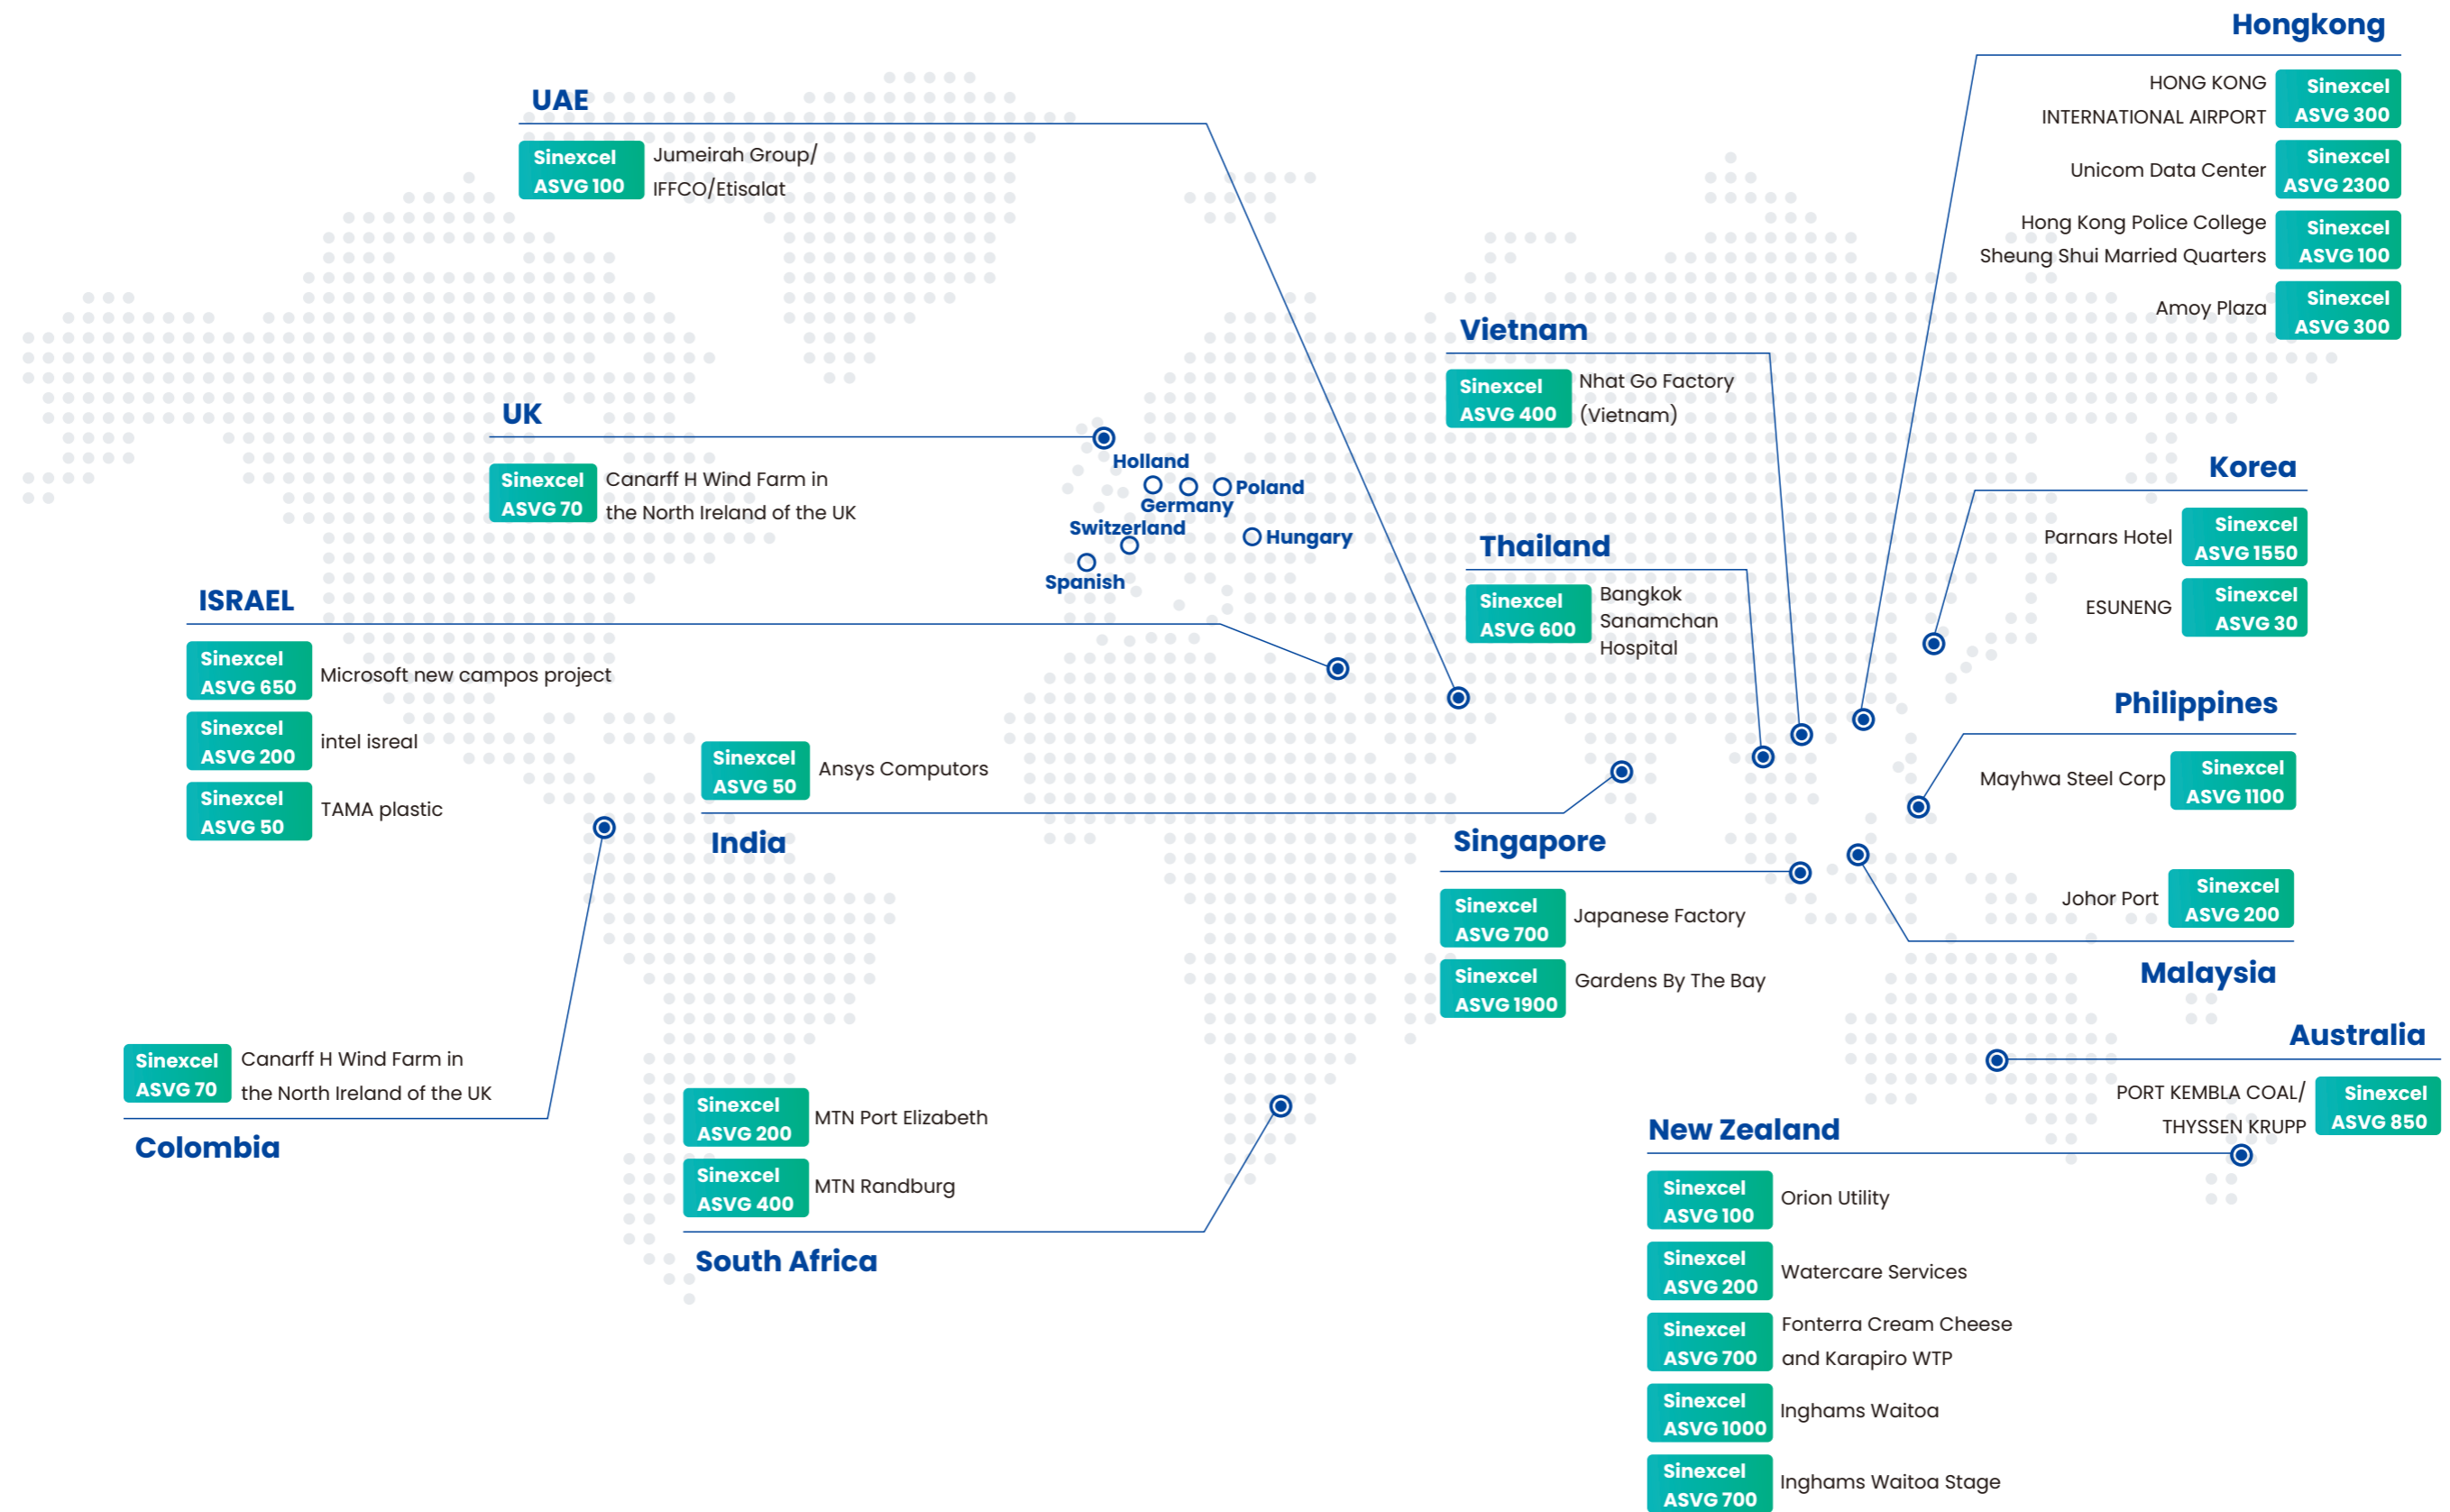 Hongkong
HONG KONG
INTERNATIONAL AIRPORT
Sinexcel
ASVG 300
Unicom Data Center
Sinexcel
ASVG 2300
Hong Kong Police College
Sheung Shui Married Quarters
Sinexcel
ASVG 100
Amoy Plaza
Sinexcel
ASVG 300
UAE
Sinexcel
ASVG 100
Jumeirah Group/
IFFCO/Etisalat
Vietnam
Sinexcel
ASVG 400
Nhat Go Factory
(Vietnam)
UK
Sinexcel
ASVG 70
Canarff H Wind Farm in
the North Ireland of the UK
Holland
Germany
Poland
Switzerland
Hungary
Spanish
Korea
Parnars Hotel
Sinexcel
ASVG 1550
ESUNENG
Sinexcel
ASVG 30
Thailand
Sinexcel
ASVG 600
Bangkok
Sanamchan
Hospital
ISRAEL
Sinexcel
ASVG 650
Microsoft new campos project
Sinexcel
ASVG 200
intel isreal
Sinexcel
ASVG 50
TAMA plastic
Sinexcel
ASVG 50
Ansys Computors
India
Philippines
Mayhwa Steel Corp
Sinexcel
ASVG 1100
Singapore
Sinexcel
ASVG 700
Japanese Factory
Sinexcel
ASVG 1900
Gardens By The Bay
Johor Port
Sinexcel
ASVG 200
Malaysia
Australia
PORT KEMBLA COAL/
THYSSEN KRUPP
Sinexcel
ASVG 850
Sinexcel
ASVG 70
Canarff H Wind Farm in
the North Ireland of the UK
Colombia
Sinexcel
ASVG 200
MTN Port Elizabeth
Sinexcel
ASVG 400
MTN Randburg
South Africa
New Zealand
Sinexcel
ASVG 100
Orion Utility
Sinexcel
ASVG 200
Watercare Services
Sinexcel
ASVG 700
Fonterra Cream Cheese
and Karapiro WTP
Sinexcel
ASVG 1000
Inghams Waitoa
Sinexcel
ASVG 700
Inghams Waitoa Stage